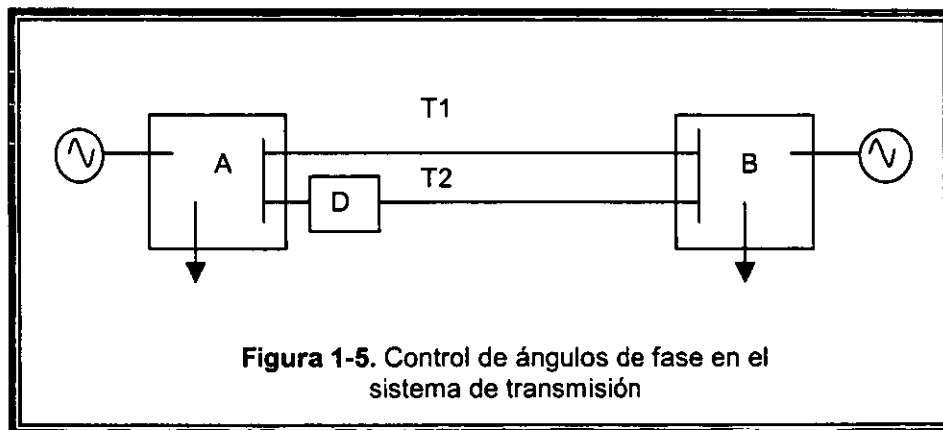 T1
A
B
T2
D
Figura 1-5. Control de ángulos de fase en el
sistema de transmisión